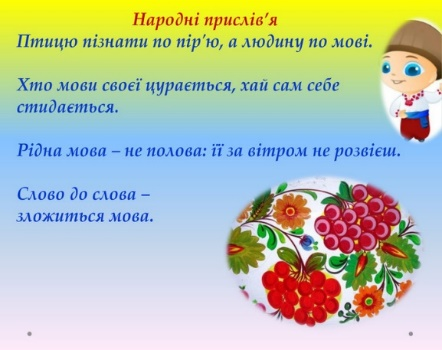 Народні прислів’я
Птицю пізнати по пір’ю, а людину по мові.
Хто мови своєї цурається, хай сам себе
стидається.
Рідна мова – не полова: її за вітром не розвієш.
Слово до слова –
зложиться мова.